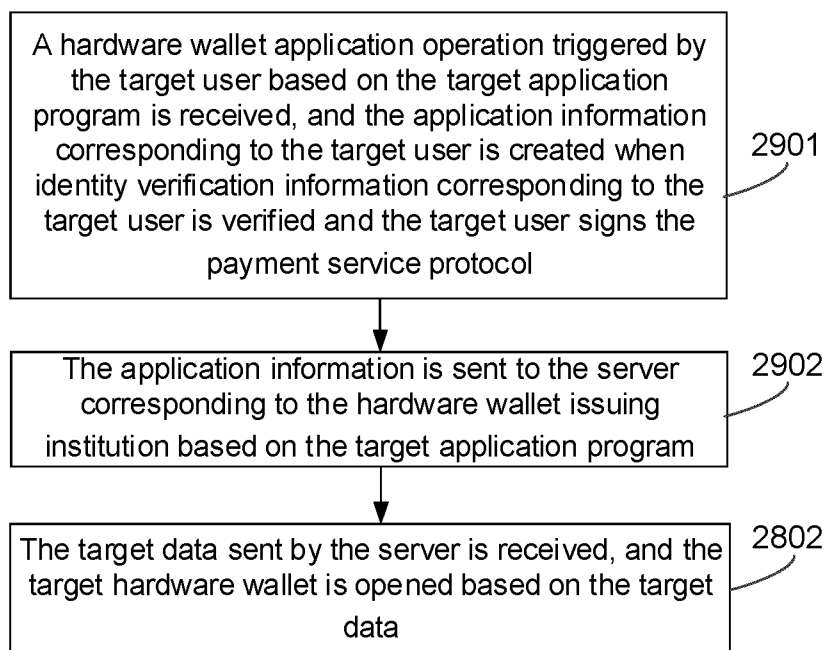 A hardware wallet application operation triggered by
the target user based on the target application
program is received, and the application information
corresponding to the target user is created when
identity verification information corresponding to the
target user is verified and the target user signs the
payment service protocol
2901
The application information is sent to the server
corresponding to the hardware wallet issuing
institution based on the target application program
2902
The target data sent by the server is received, and the
target hardware wallet is opened based on the target
data
2802